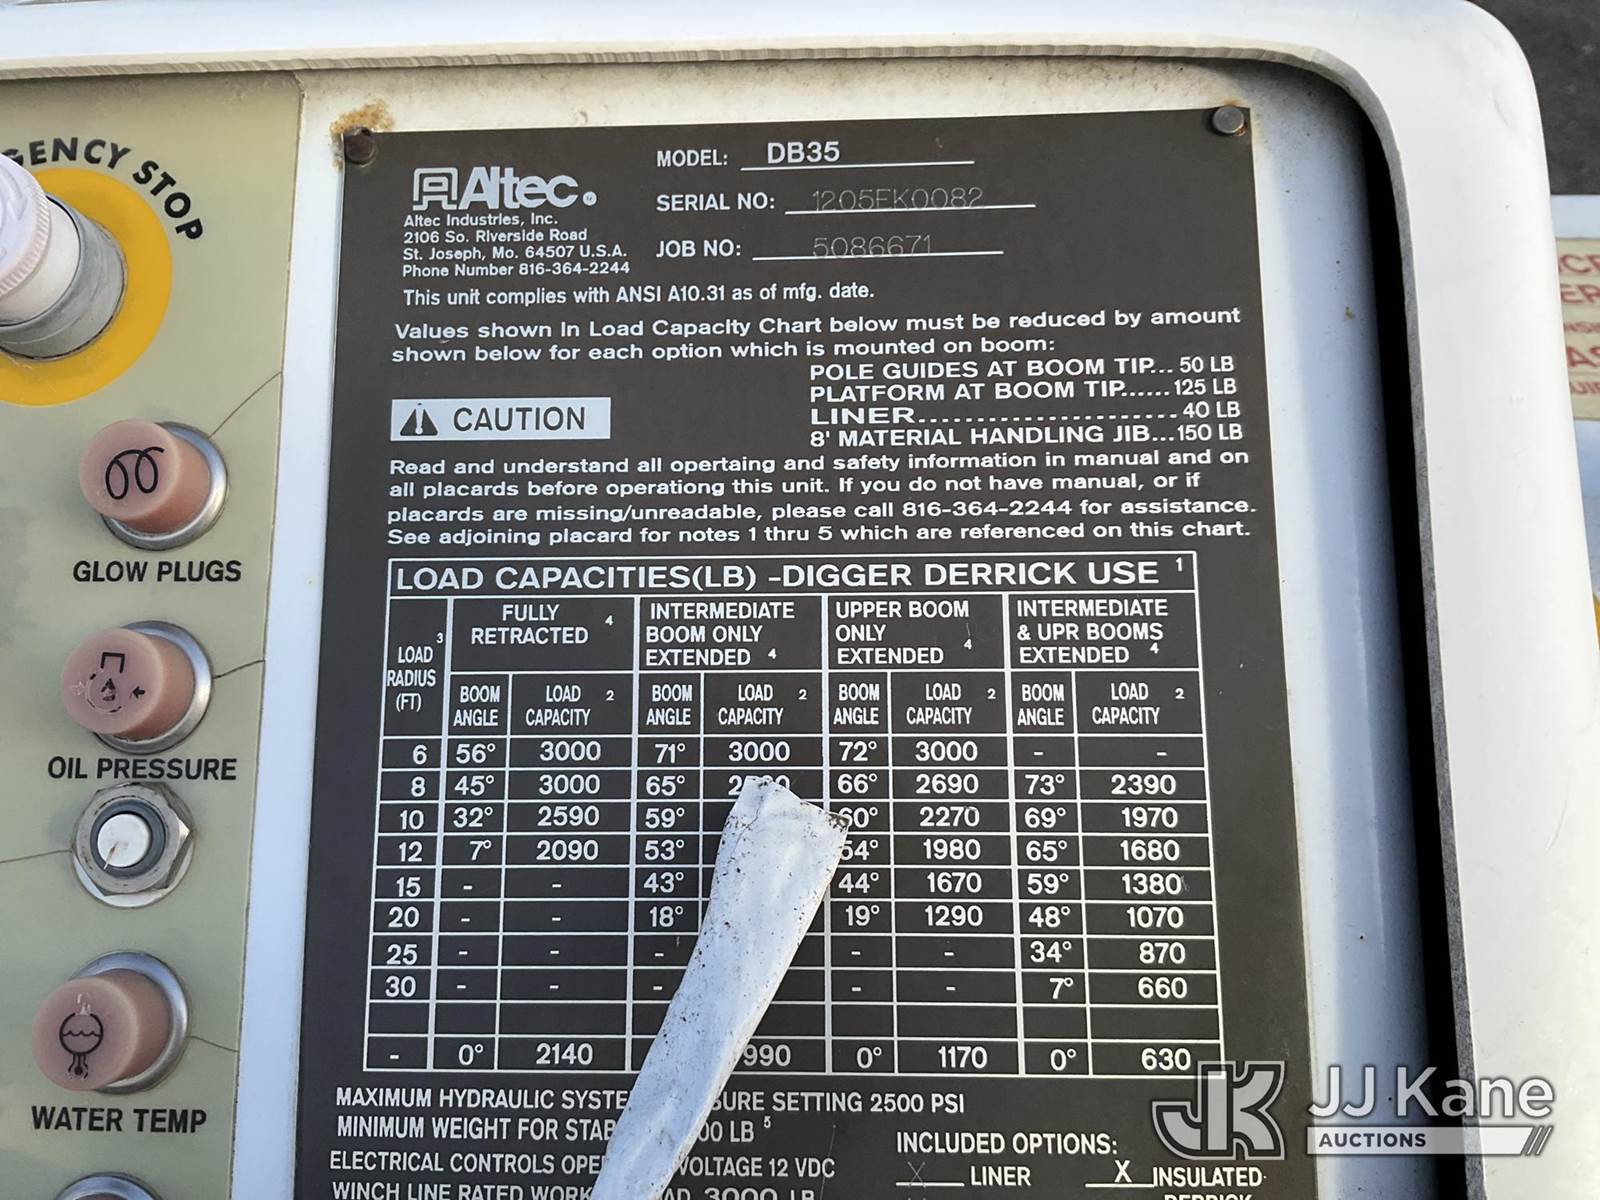 STOP
GLOW PLUGS
OIL PRESSURE
WATER TEMP
Altec
Altec Industries, Inc.
2106 So. Riverside Road
St. Joseph, Mo. 64507 U.S.A.
Phone Number 816-364-2244
MODEL: DB35
SERIAL NO: 1205EK0082
JOB NO: 5086671
This unit complies with ANSI A10.31 as of mfg. date.
Values shown In Load Capacity Chart below must be reduced by amount
shown below for each option which is mounted on boom:
POLE GUIDES AT BOOM TIP... 50 LB
PLATFORM AT BOOM TIP...... 125 LB
LINER........................ 40 LB
8' MATERIAL HANDLING JIB...150 LB
CAUTION
Read and understand all opertaing and safety information in manual and on
all placards before operationg this unit. If you do not have manual, or if
placards are missing/unreadable, please call 816-364-2244 for assistance.
See adjoining placard for notes 1 thru 5 which are referenced on this chart.
LOAD CAPACITIES(LB) -DIGGER DERRICK USE 1
LOAD RADIUS (FT) 3
FULLY RETRACTED 4
INTERMEDIATE BOOM ONLY EXTENDED 4
UPPER BOOM ONLY EXTENDED 4
INTERMEDIATE & UPR BOOMS EXTENDED 4
BOOM ANGLE LOAD CAPACITY 2 BOOM ANGLE LOAD CAPACITY 2 BOOM ANGLE LOAD CAPACITY 2 BOOM ANGLE LOAD CAPACITY 2
6 56° 3000 71° 3000 72° 3000 - -
8 45° 3000 65° 66° 2690 73° 2390
10 32° 2590 59° 60° 2270 69° 1970
12 7° 2090 53° 54° 1980 65° 1680
15 - - 43° 44° 1670 59° 1380
20 - - 18° 19° 1290 48° 1070
25 - - - - - 34° 870
30 - - - - - 7° 660
- 0° 2140 990 0° 1170 0° 630
MAXIMUM HYDRAULIC SETTING 2500 PSI
MINIMUM WEIGHT FOR 00 LB 5
ELECTRICAL CONTROLS VOLTAGE 12 VDC
WINCH LINE RATED 3000 LB
INCLUDED OPTIONS:
X LINER X INSULATED
DERRICK
JK JJ Kane
AUCTIONS